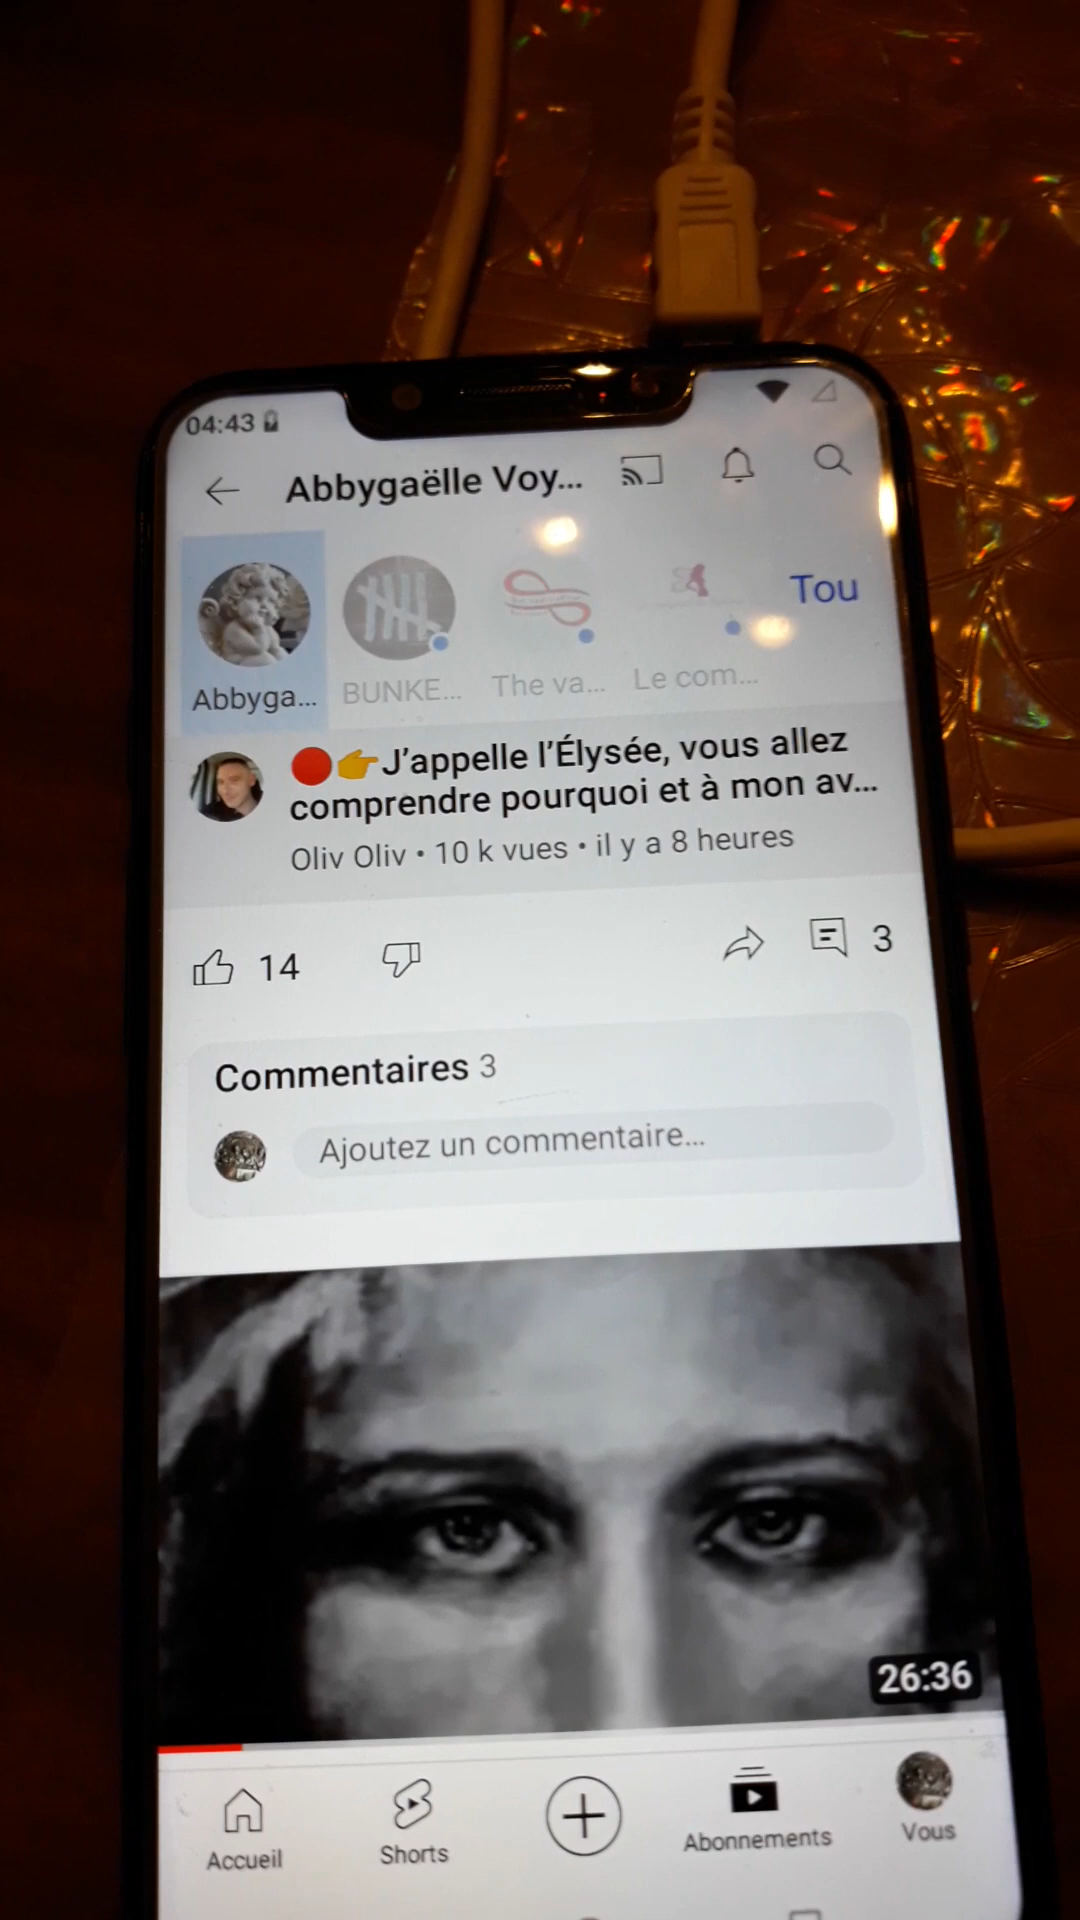 04:43
Abbygaëlle Voy...
Tou
Abbyga...
BUNKE...
The va...
Le com...
🔴👉J'appelle l'Élysée, vous allez
comprendre pourquoi et à mon av...
Oliv Oliv • 10 k vues • il y a 8 heures
14
3
Commentaires 3
Ajoutez un commentaire...
26:36
Accueil
Shorts
Abonnements
Vous